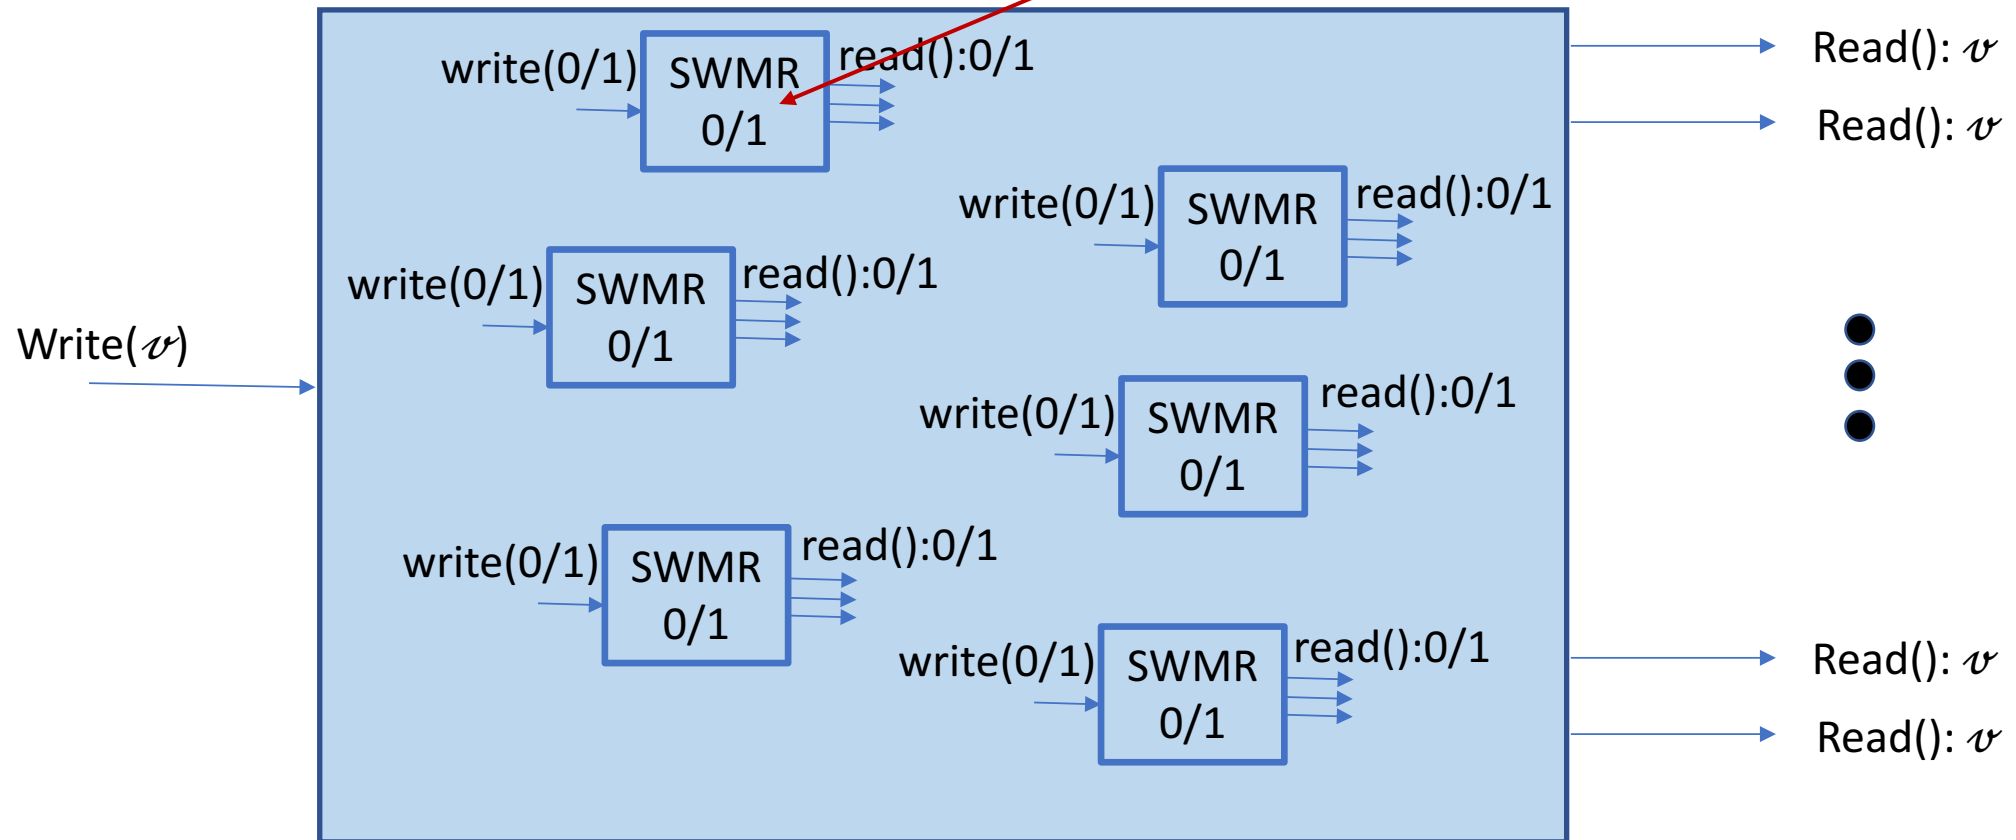 write(0/1)
SWMR
0/1
read():0/1
Read(): 𝓋
Read(): 𝓋
write(0/1)
SWMR
0/1
read():0/1
write(0/1)
SWMR
0/1
read():0/1
Write(𝓋)
write(0/1)
SWMR
0/1
read():0/1
write(0/1)
SWMR
0/1
read():0/1
write(0/1)
SWMR
0/1
read():0/1
Read(): 𝓋
Read(): 𝓋